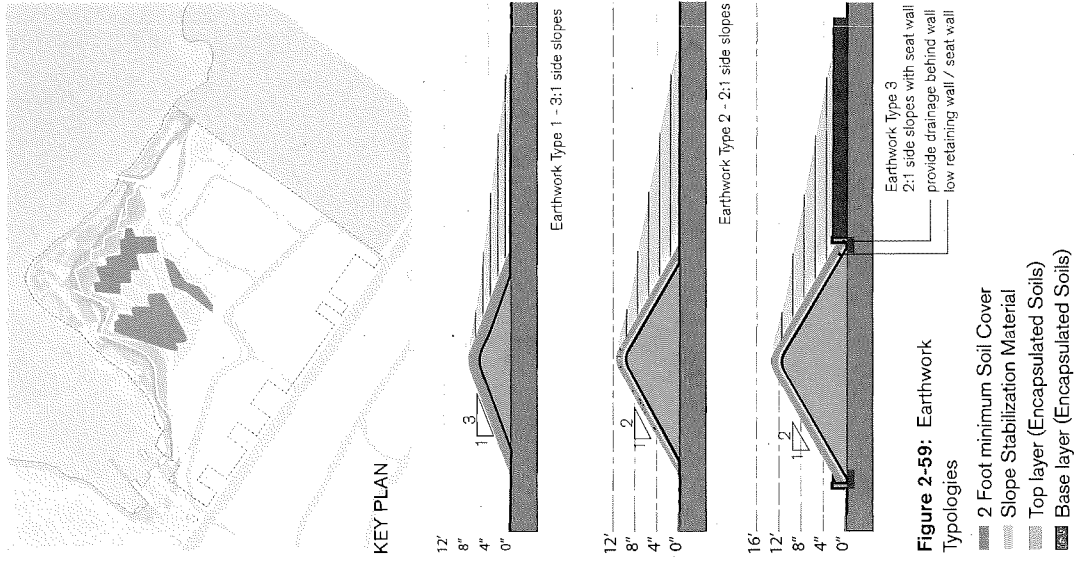 KEY PLAN
12'
8"
4"
0"
3
1
Earthwork Type 1 - 3:1 side slopes
12'
8"
4"
0"
2
1
Earthwork Type 2 - 2:1 side slopes
16'
12'
8"
4"
0"
2
1
Earthwork Type 3
2:1 side slopes with seat wall
provide drainage behind wall
low retaining wall / seat wall
Figure 2-59: Earthwork
Typologies
2 Foot minimum Soil Cover
Slope Stabilization Material
Top layer (Encapsulated Soils)
Base layer (Encapsulated Soils)